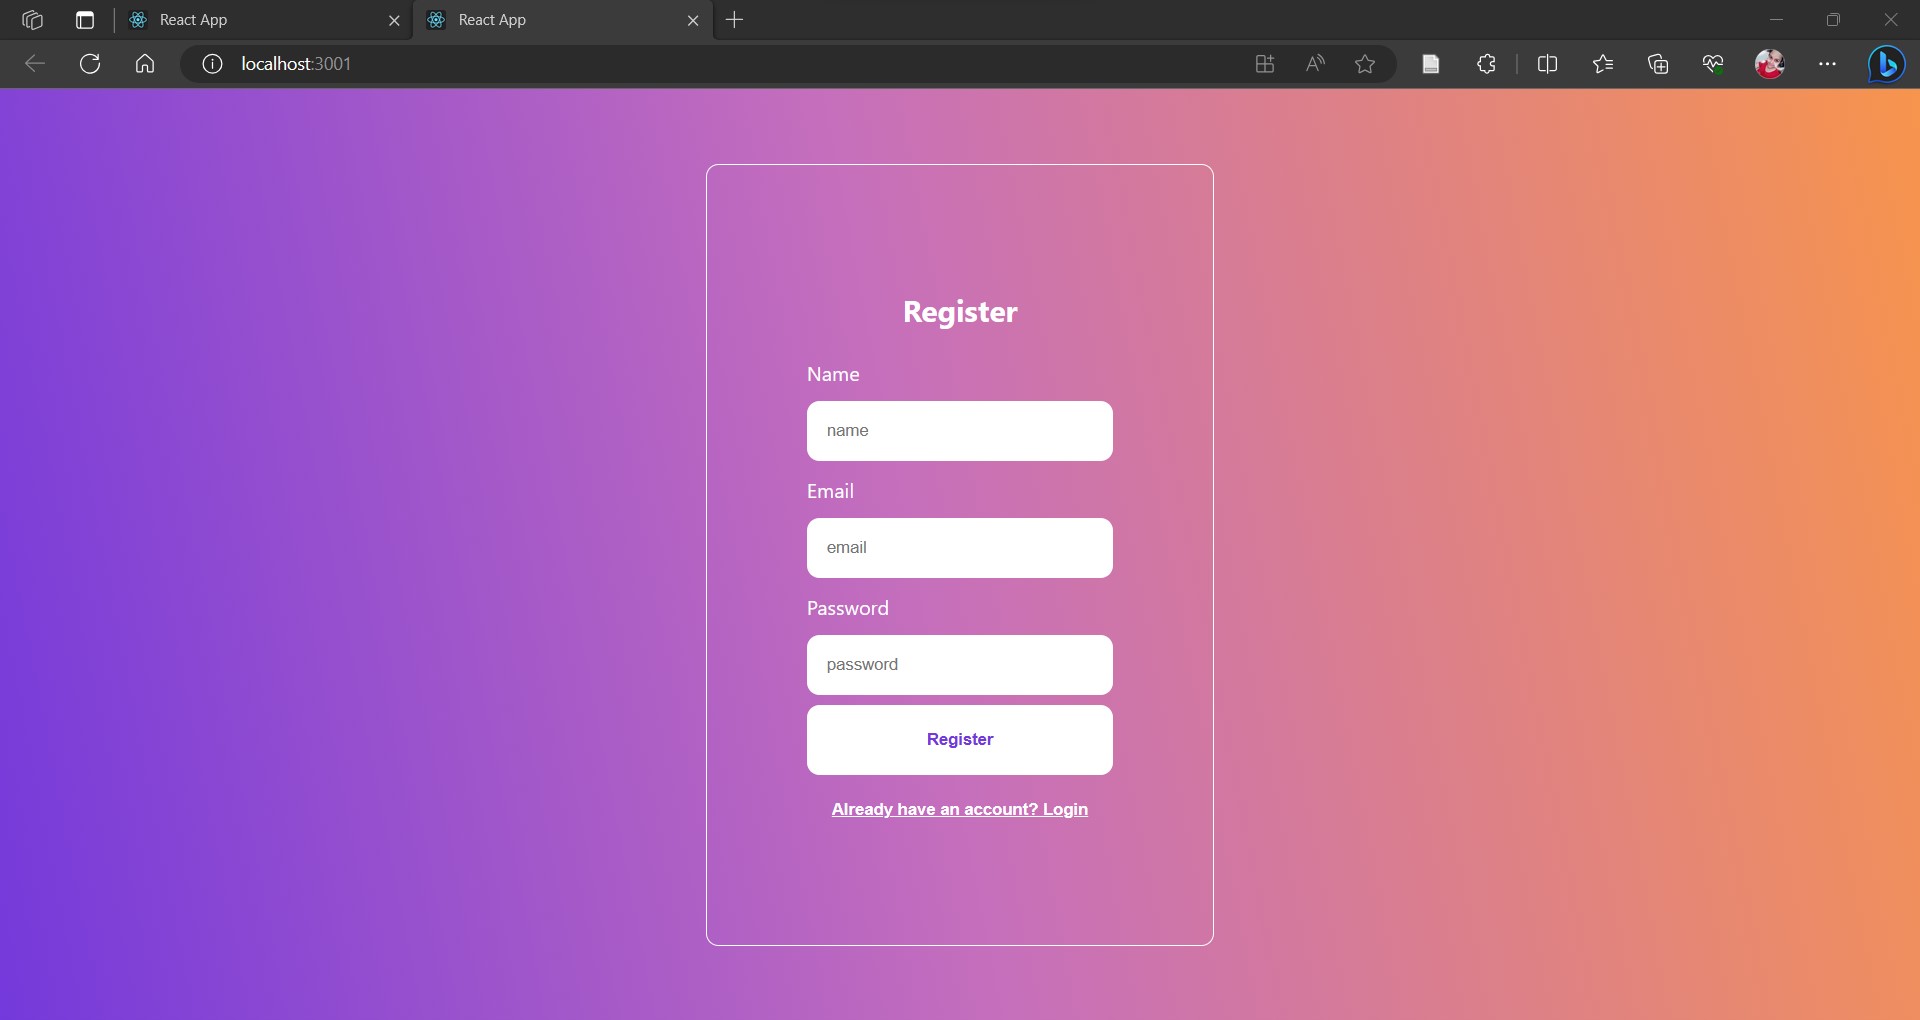 React App
React App
localhost:3001
Register
Name
name
Email
email
Password
password
Register
Already have an account? Login